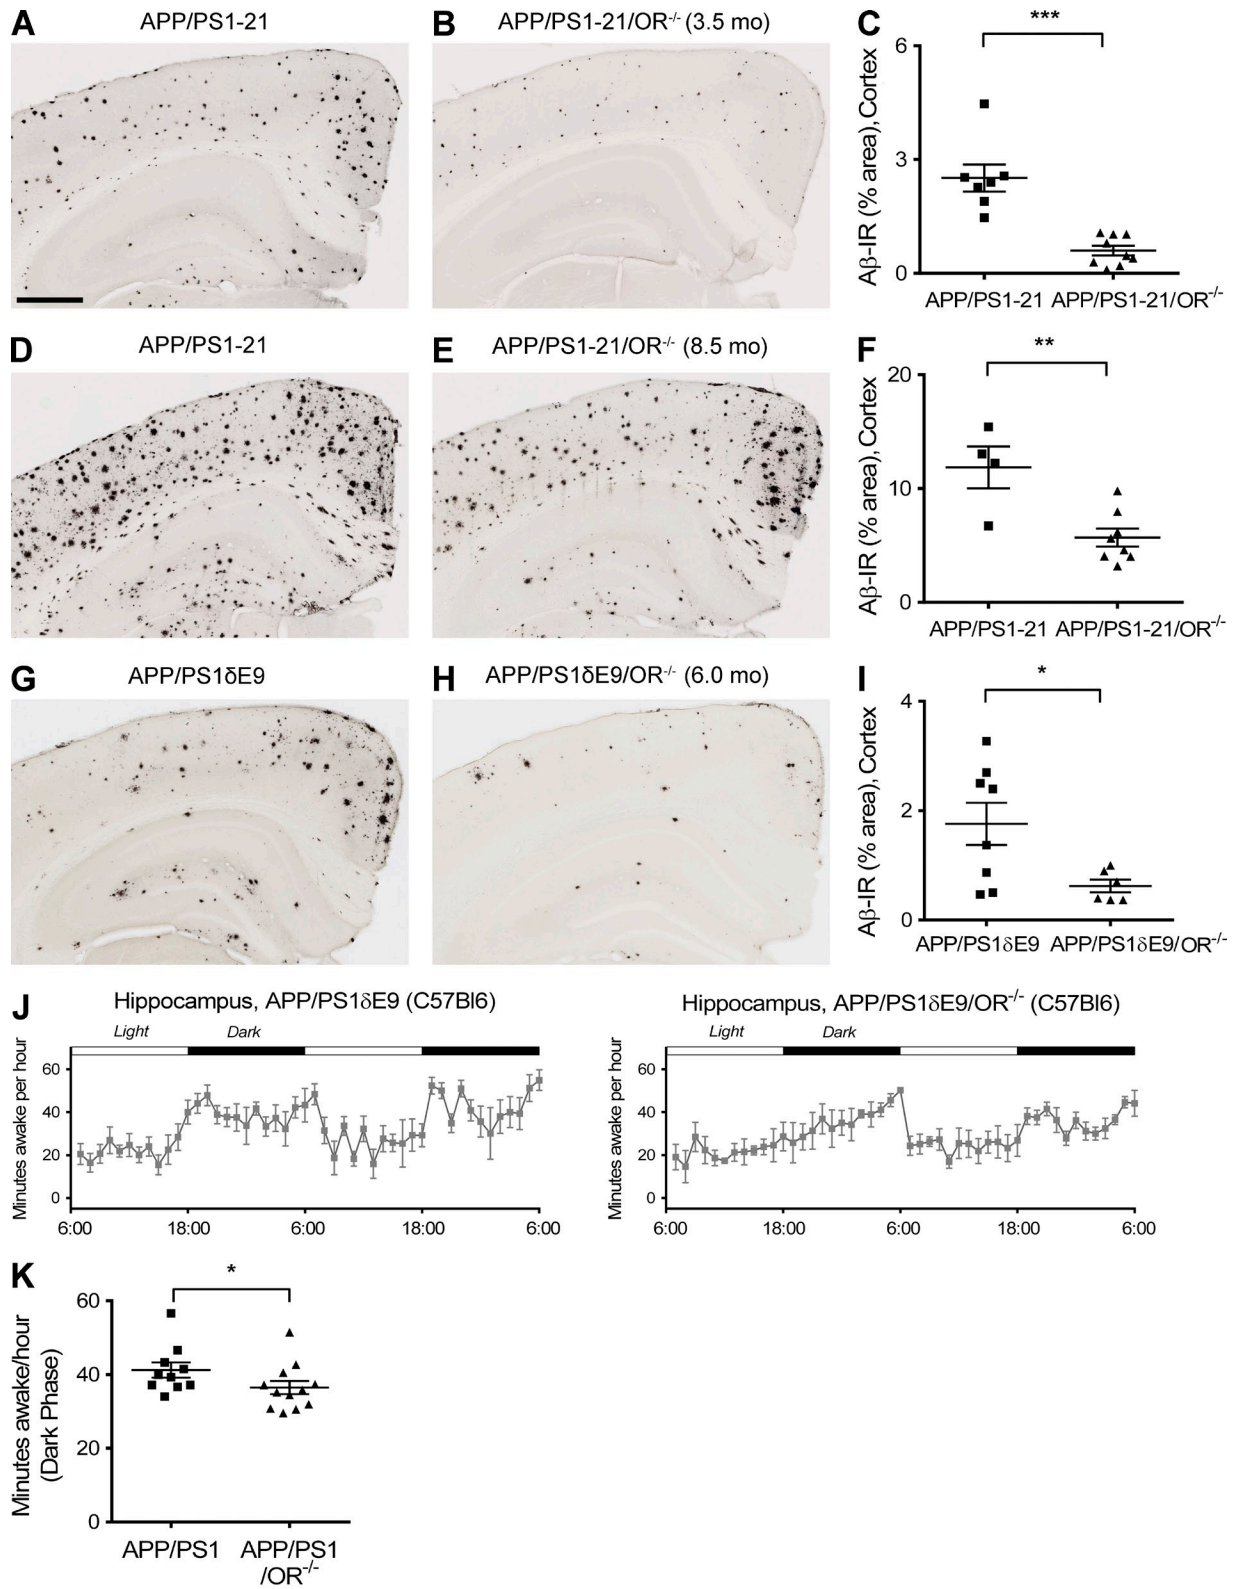 A APP/PS1-21
B APP/PS1-21/OR-/- (3.5 mo)
C ***
Aβ-IR (% area), Cortex
6
3
0
APP/PS1-21 APP/PS1-21/OR-/-
D APP/PS1-21
E APP/PS1-21/OR-/- (8.5 mo)
F **
Aβ-IR (% area), Cortex
20
10
0
APP/PS1-21 APP/PS1-21/OR-/-
G APP/PS1δE9
H APP/PS1δE9/OR-/- (6.0 mo)
I *
Aβ-IR (% area), Cortex
4
2
0
APP/PS1δE9 APP/PS1δE9/OR-/-
J Hippocampus, APP/PS1δE9 (C57Bl6)
Light Dark
Minutes awake per hour
60
40
20
0
6:00 18:00 6:00 18:00 6:00
Hippocampus, APP/PS1δE9/OR-/- (C57Bl6)
Light Dark
Minutes awake per hour
60
40
20
0
6:00 18:00 6:00 18:00 6:00
K *
Minutes awake/hour
(Dark Phase)
60
40
20
0
APP/PS1 APP/PS1
/OR-/-